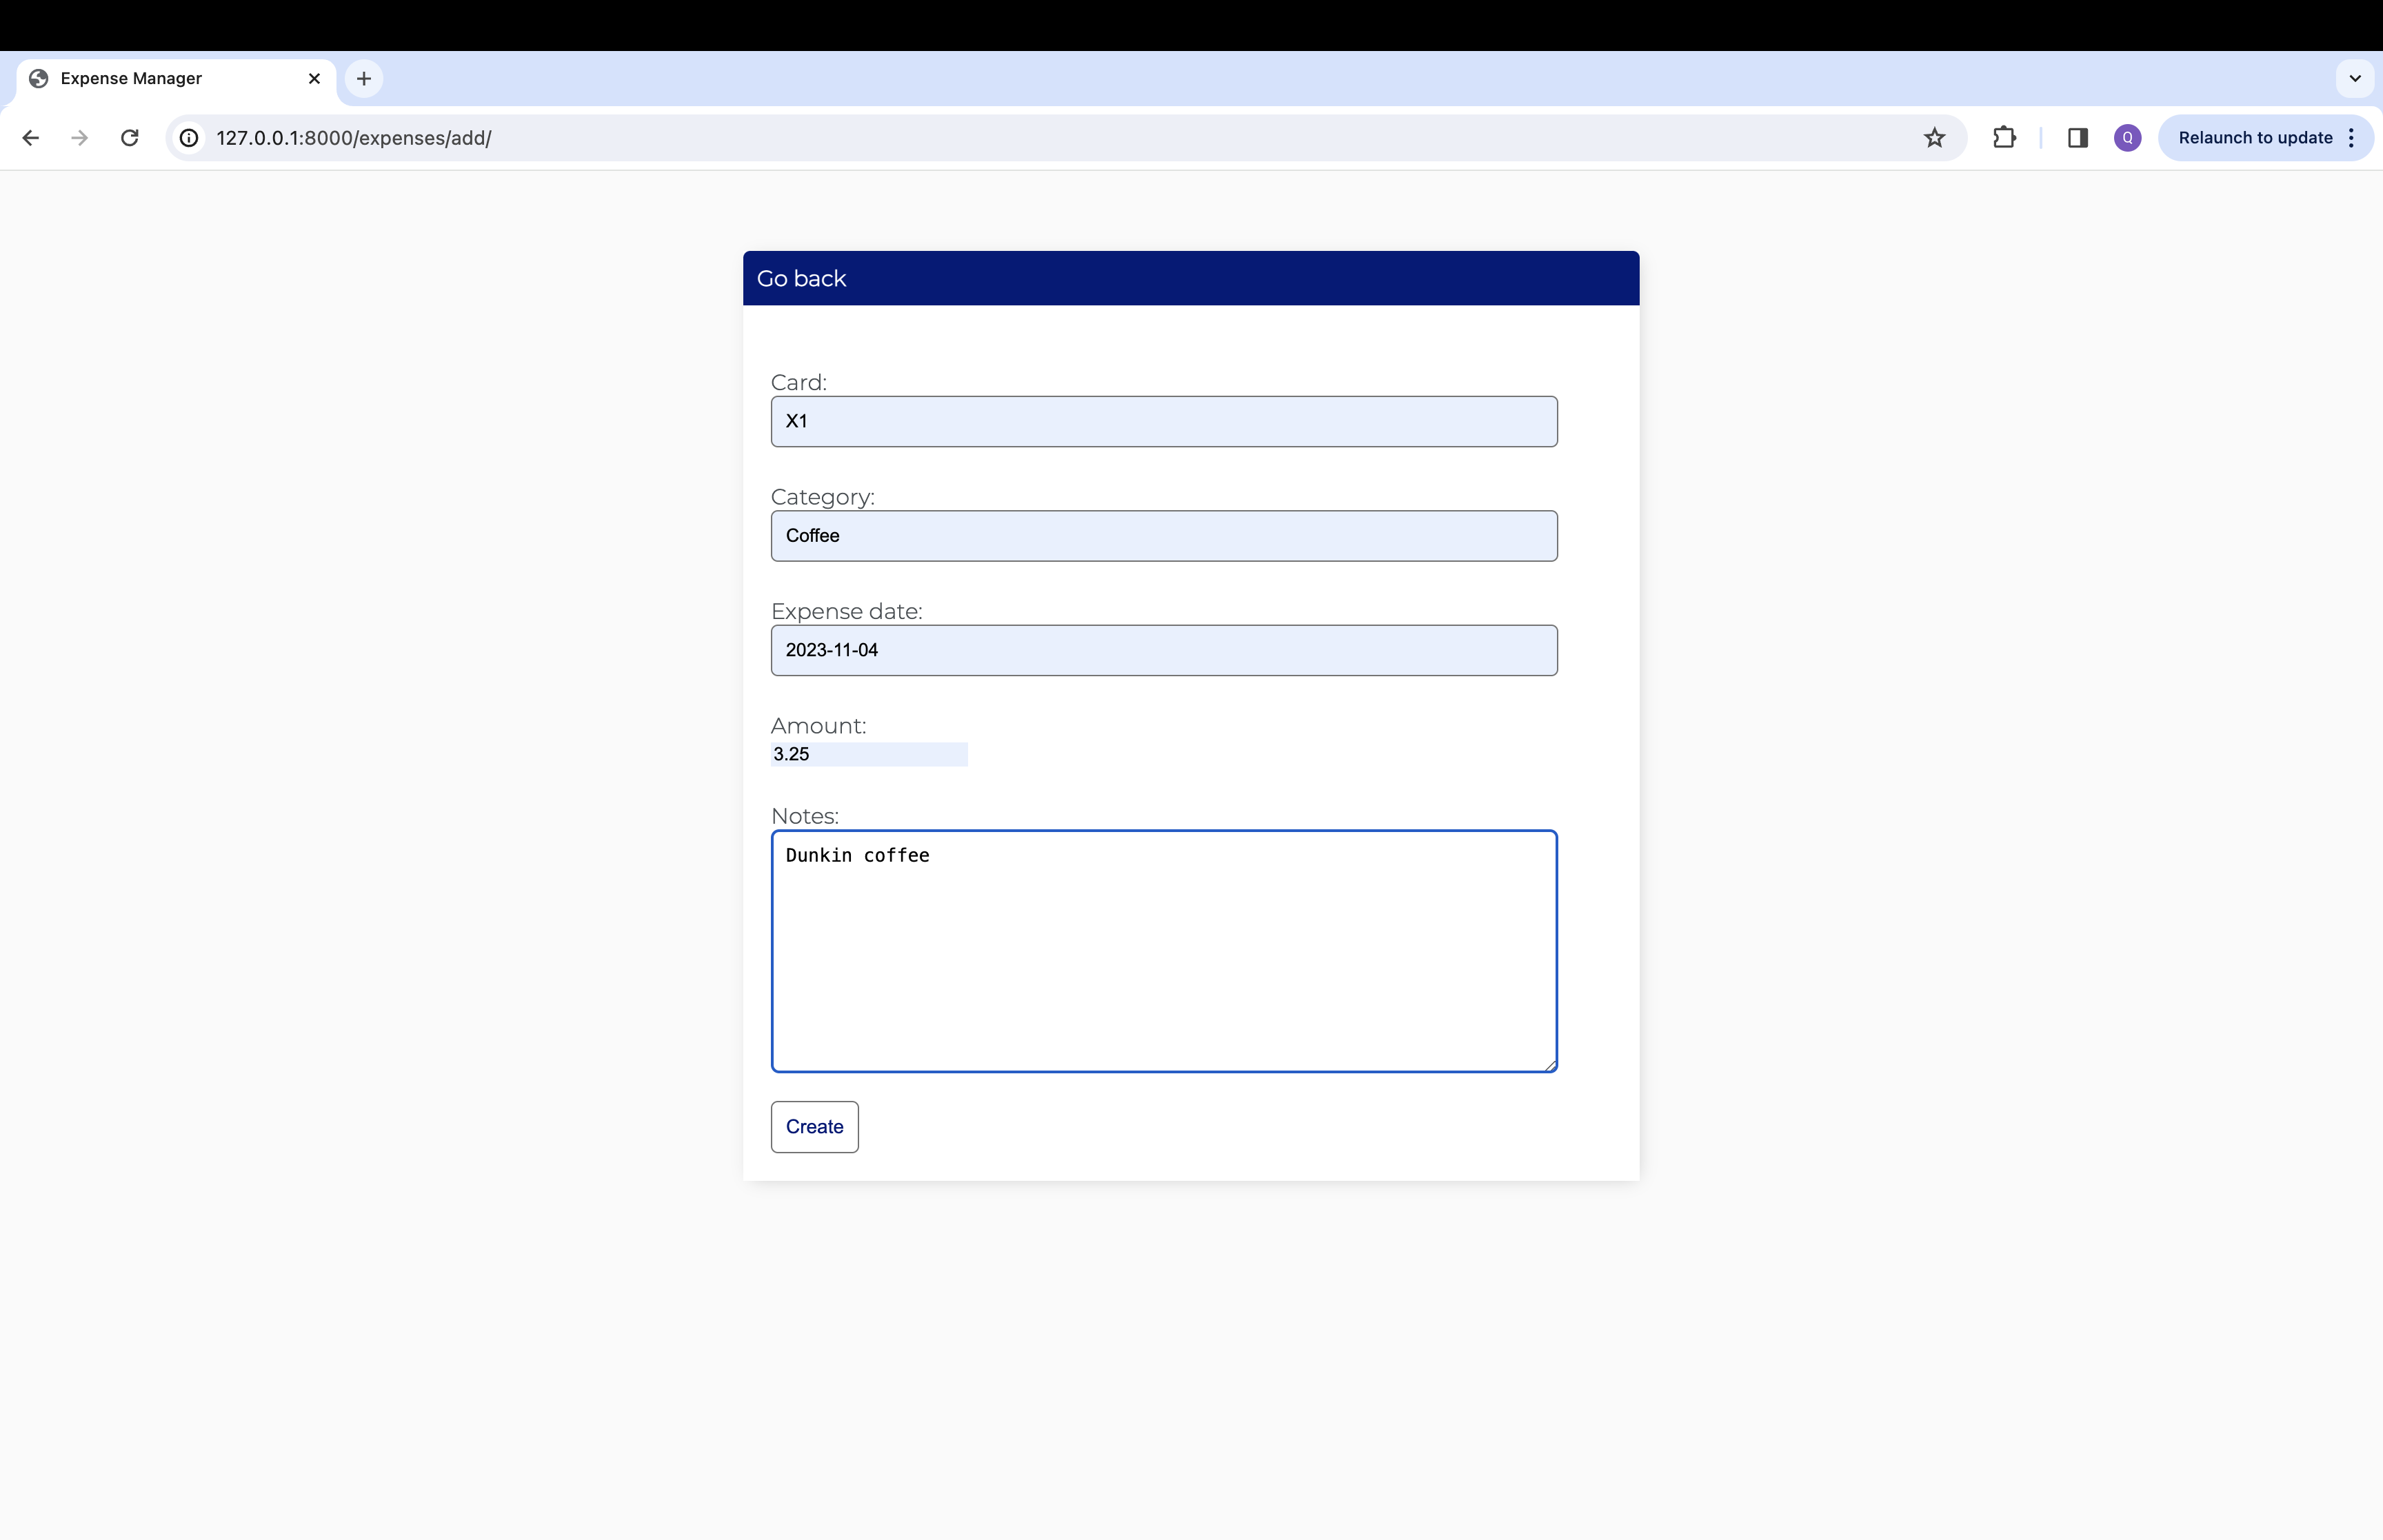 Expense Manager
127.0.0.1:8000/expenses/add/
Q
Relaunch to update
Go back
Card:
X1
Category:
Coffee
Expense date:
2023-11-04
Amount:
3.25
Notes:
Dunkin coffee
Create